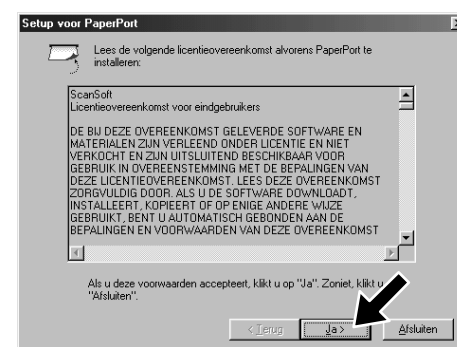 Setup voor PaperPort
Lees de volgende licentieovereenkomst alvorens PaperPort te
installeren:
ScanSoft
Licentieovereenkomst voor eindgebruikers
DE BIJ DEZE OVEREENKOMST GELEVERDE SOFTWARE EN
MATERIALEN ZIJN VERLEEND ONDER LICENTIE EN NIET
VERKOCHT EN ZIJN UITSLUITEND BESCHIKBAAR VOOR
GEBRUIK IN OVEREENSTEMMING MET DE BEPALINGEN VAN
DEZE LICENTIEOVEREENKOMST. LEES DEZE OVEREENKOMST
ZORGVULDIG DOOR. ALS U DE SOFTWARE DOWNLOADT,
INSTALLEERT, KOPIEERT OF OP ENIGE ANDERE WIJZE
GEBRUIKT, BENT U AUTOMATISCH GEBONDEN AAN DE
BEPALINGEN EN VOORWAARDEN VAN DEZE OVEREENKOMST
Als u deze voorwaarden accepteert, klikt u op "Ja". Zoniet, klikt u
"Afsluiten".
< Terug Ja > Afsluiten